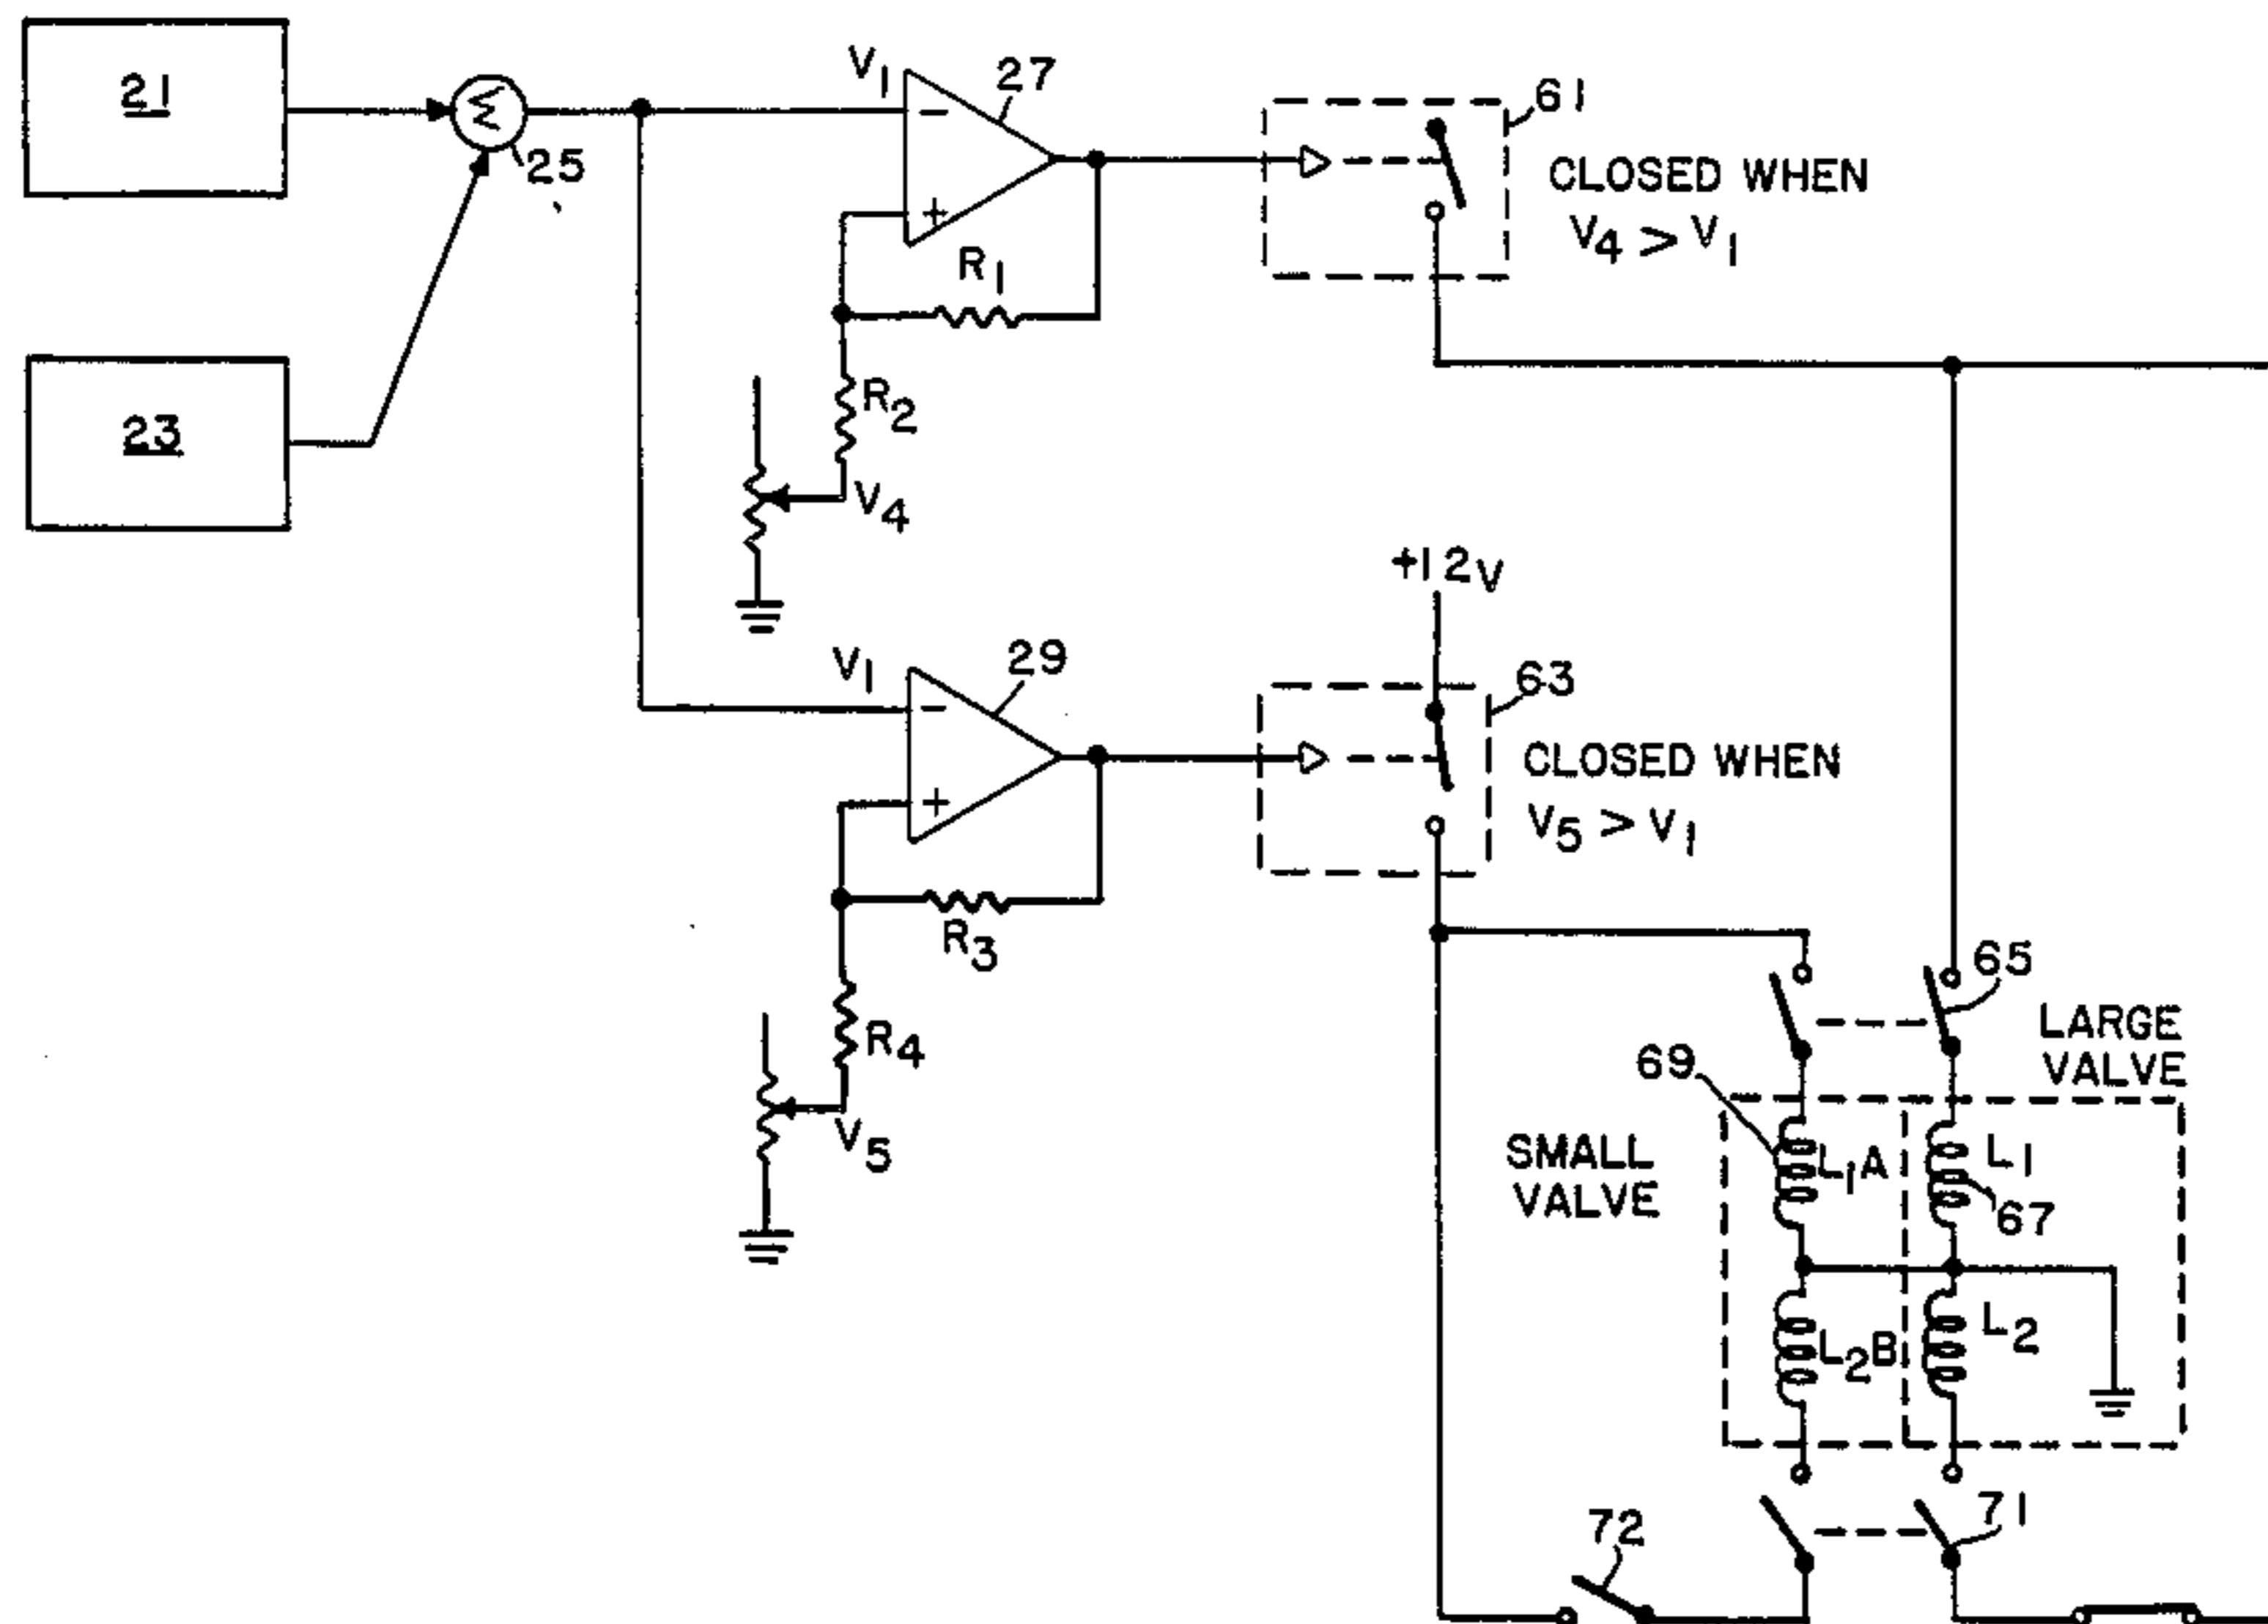 21
25
V1
27
61
CLOSED WHEN
V4 > V1
R1
23
R2
V4
+12V
V1
29
63
CLOSED WHEN
V5 > V1
R3
R4
V5
65
LARGE
VALVE
69
SMALL
VALVE
L1A
L1
67
L2B
L2
72
71
Σ
-
+
-
+